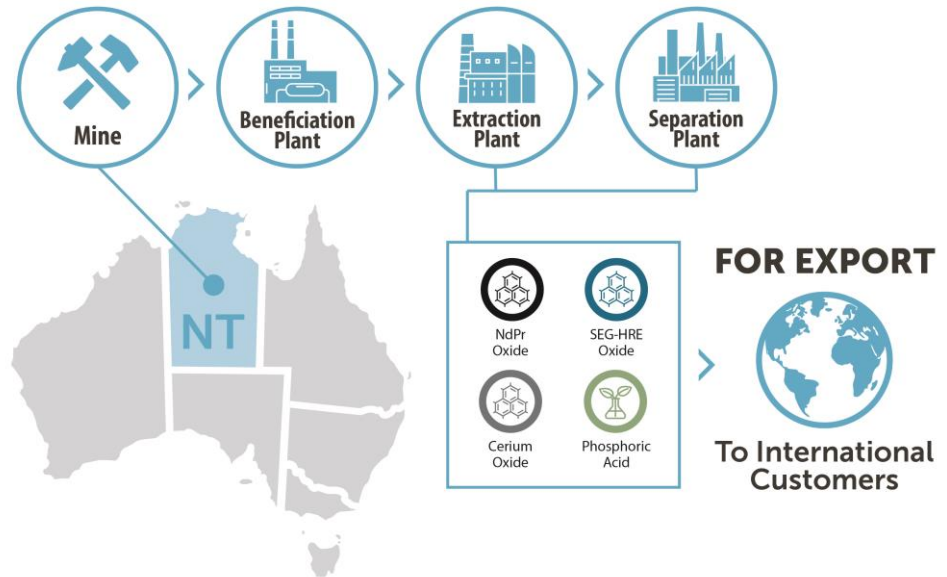 Mine
Beneficiation
Plant
Extraction
Plant
Separation
Plant
NT
NdPr
Oxide
SEG-HRE
Oxide
Cerium
Oxide
Phosphoric
Acid
FOR EXPORT
To International
Customers